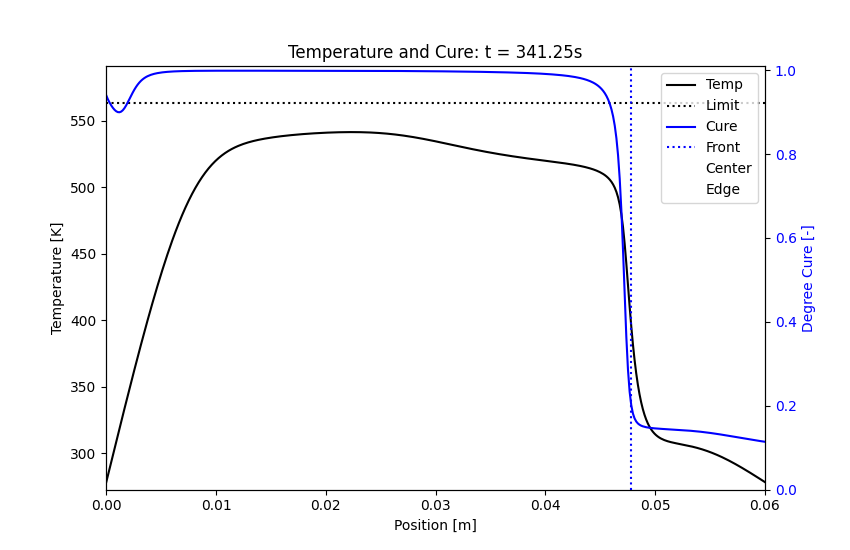 Temperature and Cure: t = 341.25s
Temp
Limit
Cure
Front
Center
Edge
550
500
450
400
350
300
Temperature [K]
1.0
0.8
0.6
0.4
0.2
0.0
Degree Cure [-]
0.00 0.01 0.02 0.03 0.04 0.05 0.06
Position [m]